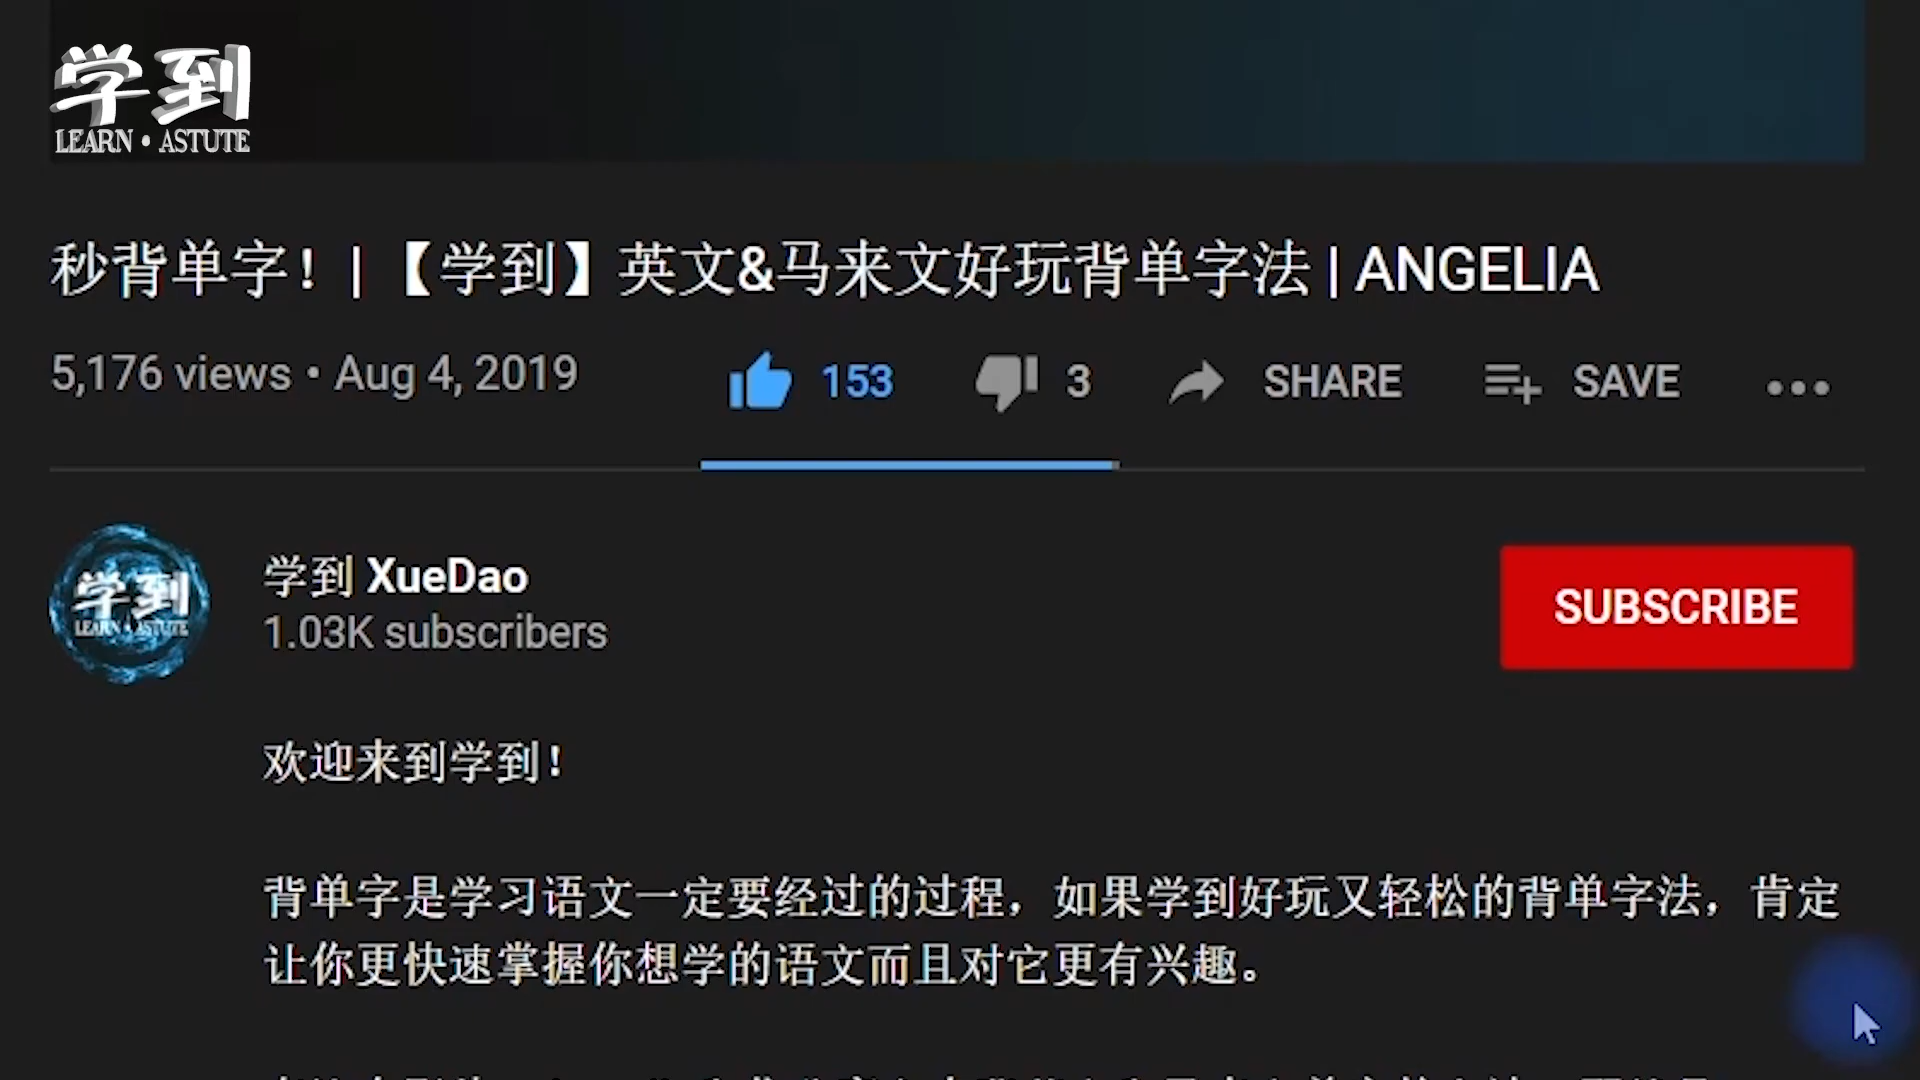 学到
LEARN • ASTUTE
秒背单字! | 【学到】英文&马来文好玩背单字法 | ANGELIA
5,176 views • Aug 4, 2019
153
3
SHARE
SAVE
学到
LEARN • ASTUTE
学到 XueDao
1.03K subscribers
SUBSCRIBE
欢迎来到学到!
背单字是学习语文一定要经过的过程，如果学到好玩又轻松的背单字法，肯定
让你更快速掌握你想学的语文而且对它更有兴趣。